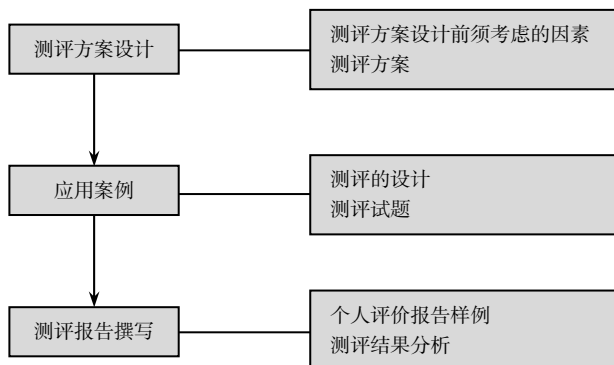 测评方案设计
测评方案设计前须考虑的因素
测评方案
应用案例
测评的设计
测评试题
测评报告撰写
个人评价报告样例
测评结果分析